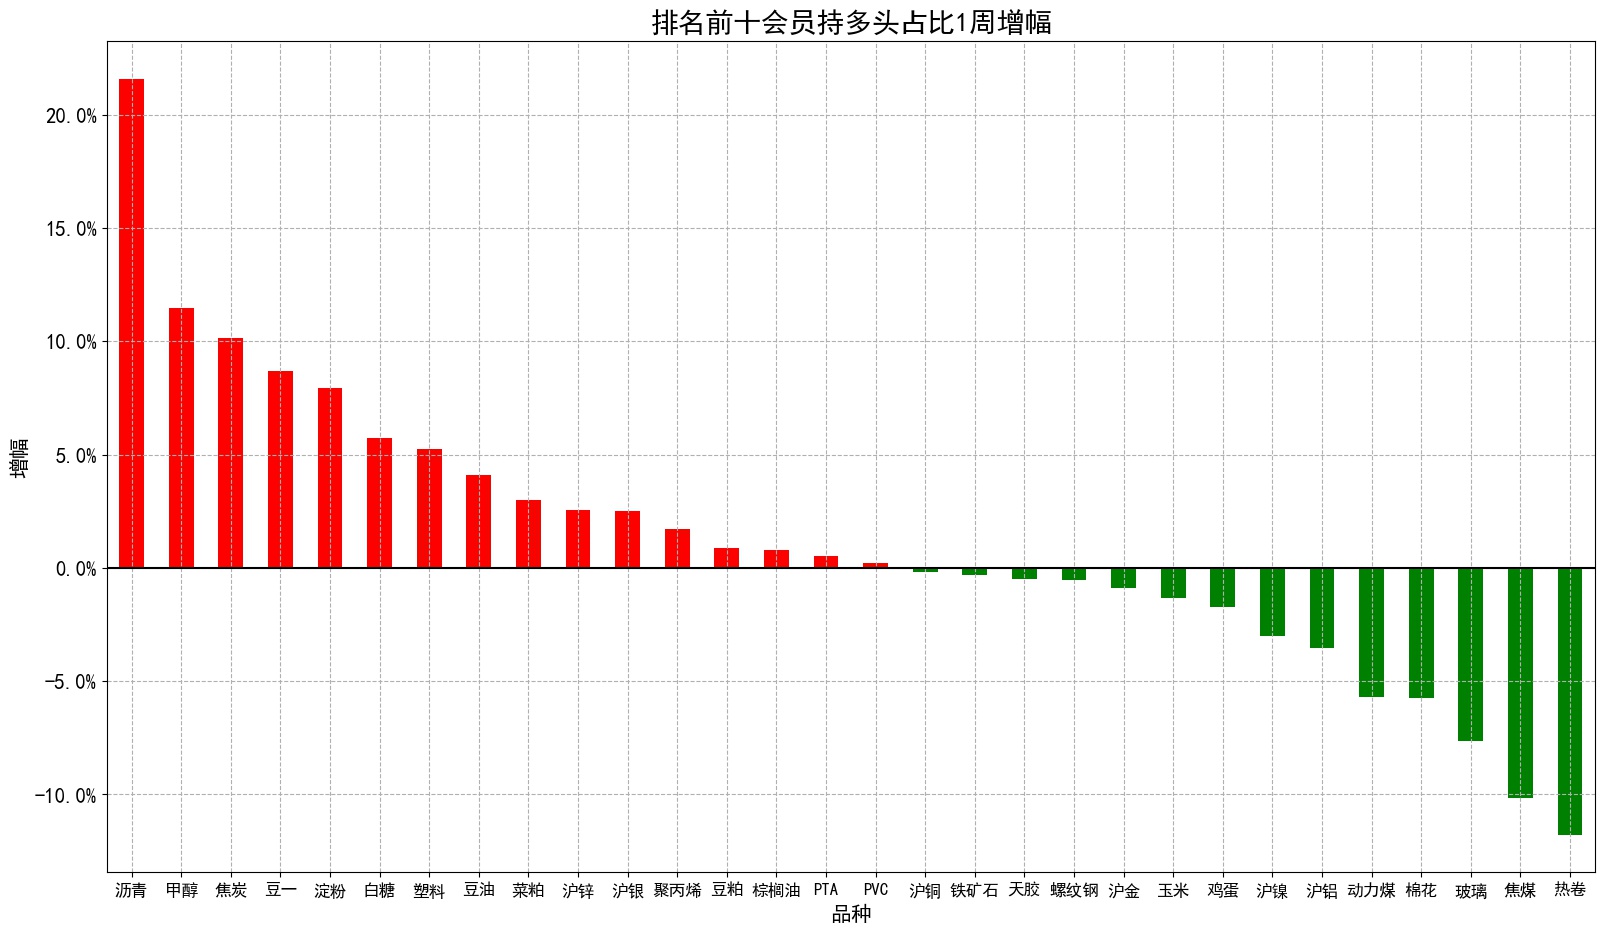 排名前十会员持多头占比1周增幅
增幅
20.0%
15.0%
10.0%
5.0%
0.0%
−5.0%
−10.0%
沥青 甲醇 焦炭 豆一 淀粉 白糖 塑料 豆油 菜粕 沪锌 沪银 聚丙烯 豆粕 棕榈油 PTA PVC 沪铜 铁矿石 天胶 螺纹钢 沪金 玉米 鸡蛋 沪镍 沪铝 动力煤 棉花 玻璃 焦煤 热卷
品种